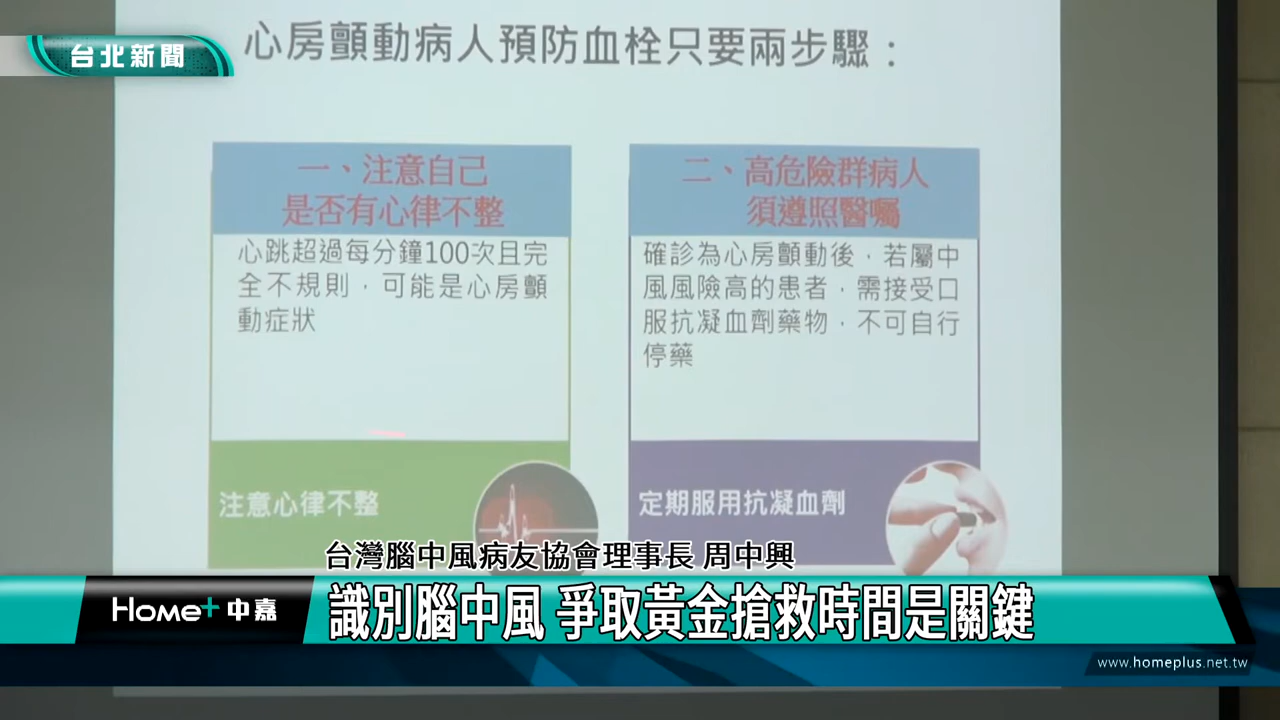 台北新聞
心房顫動病人預防血栓只要兩步驟：
一、注意自己
是否有心律不整
心跳超過每分鐘100次且完
全不規則，可能是心房顫
動症狀
注意心律不整
二、高危險群病人
須遵照醫囑
確診為心房顫動後，若屬中
風風險高的患者，需接受口
服抗凝血劑藥物，不可自行
停藥
定期服用抗凝血劑
台灣腦中風病友協會理事長 周中興
Home+中嘉
識別腦中風 爭取黃金搶救時間是關鍵
www.homeplus.net.tw